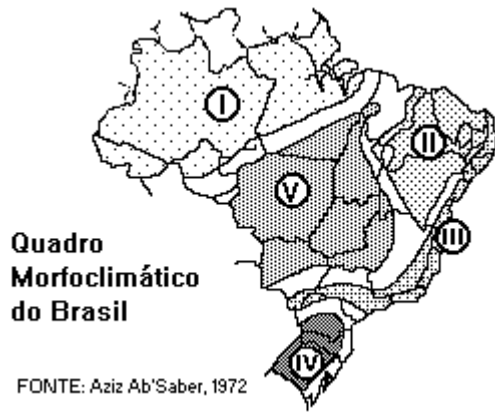 I
II
V
III
Quadro
Morfoclimático
do Brasil
IV
FONTE: Aziz Ab'Saber, 1972